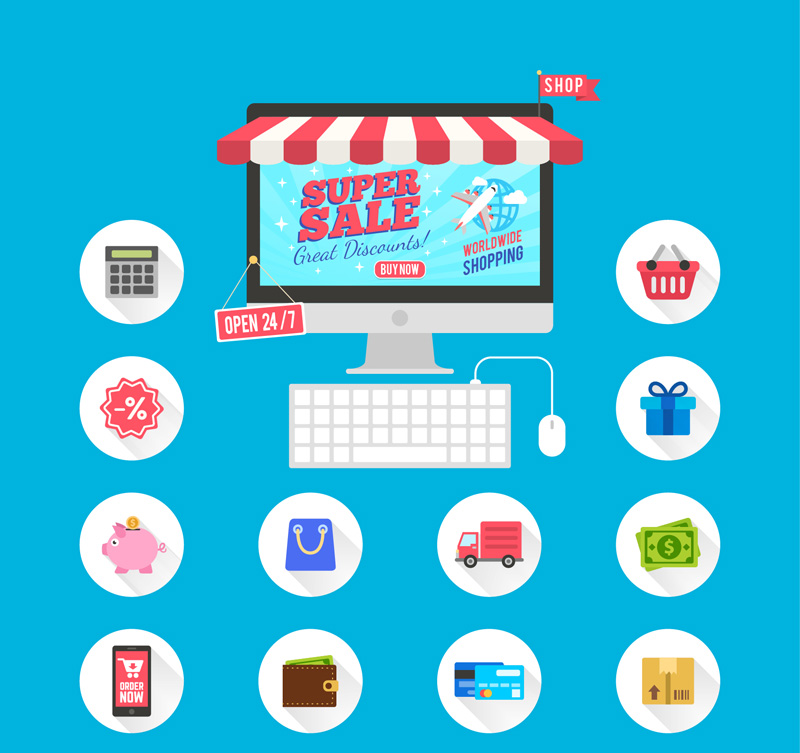 SHOP
SUPER
SALE
Great Discounts!
BUY NOW
WORLDWIDE
SHOPPING
OPEN 24/7
-%
$
$
ORDER
NOW